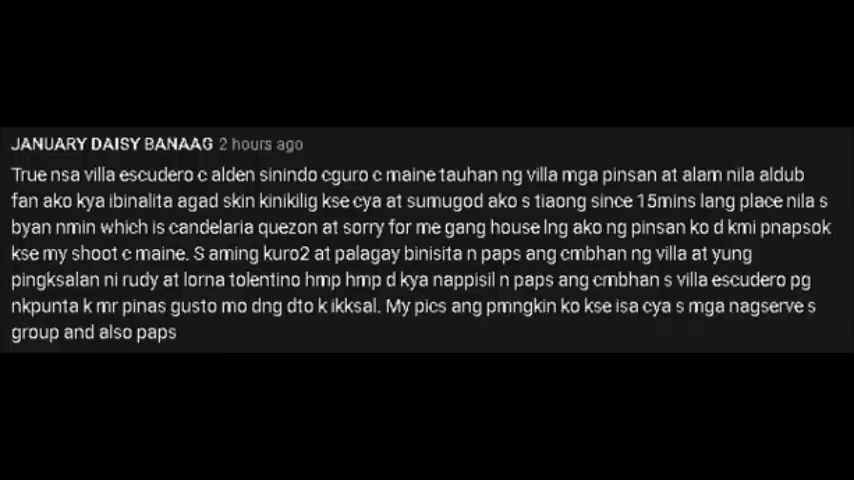 JANUARY DAISY BANAAG 2 hours ago
True nsa villa escudero c alden sinindo cguro c maine tauhan ng villa mga pinsan at alam nila aldub
fan ako kya ibinalita agad skin kinikilig kse cya at sumugod ako s tiaong since 15mins lang place nila s
byan nmin which is candelaria quezon at sorry for me gang house lng ako ng pinsan ko d kmi pnapsok
kse my shoot c maine. S aming kuro2 at palagay binisita n paps ang cmbhan ng villa at yung
pingksalan ni rudy at lorna tolentino hmp hmp d kya nappisil n paps ang cmbhan s villa escudero pg
nkpunta k mr pinas gusto mo dng dto k ikksal. My pics ang pmngkin ko kse isa cya s mga nagserve s
group and also paps